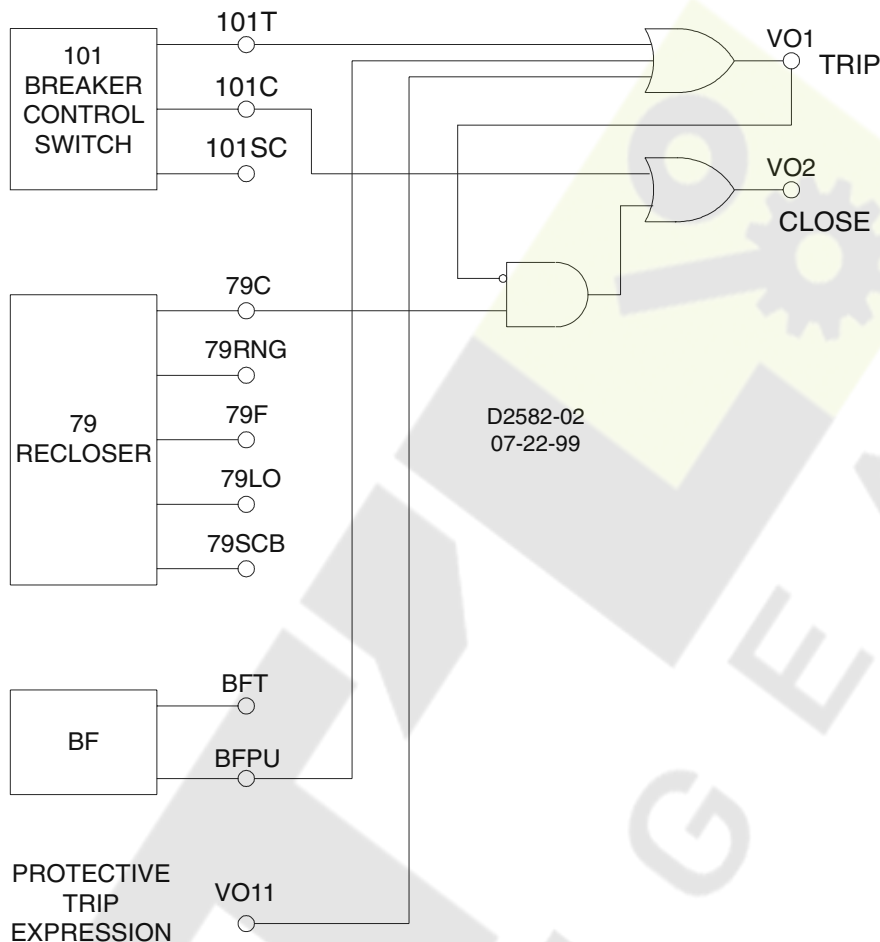 101T
101
BREAKER
CONTROL
SWITCH
101C
101SC
VO1
TRIP
VO2
CLOSE
79C
79RNG
79
RECLOSER
79F
79LO
79SCB
D2582-02
07-22-99
BFT
BF
BFPU
PROTECTIVE
TRIP
EXPRESSION
VO11